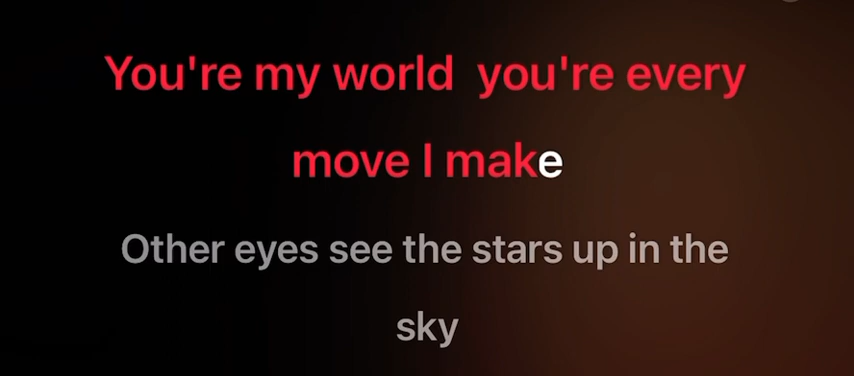 You're my world  you're every
move I make
Other eyes see the stars up in the
sky